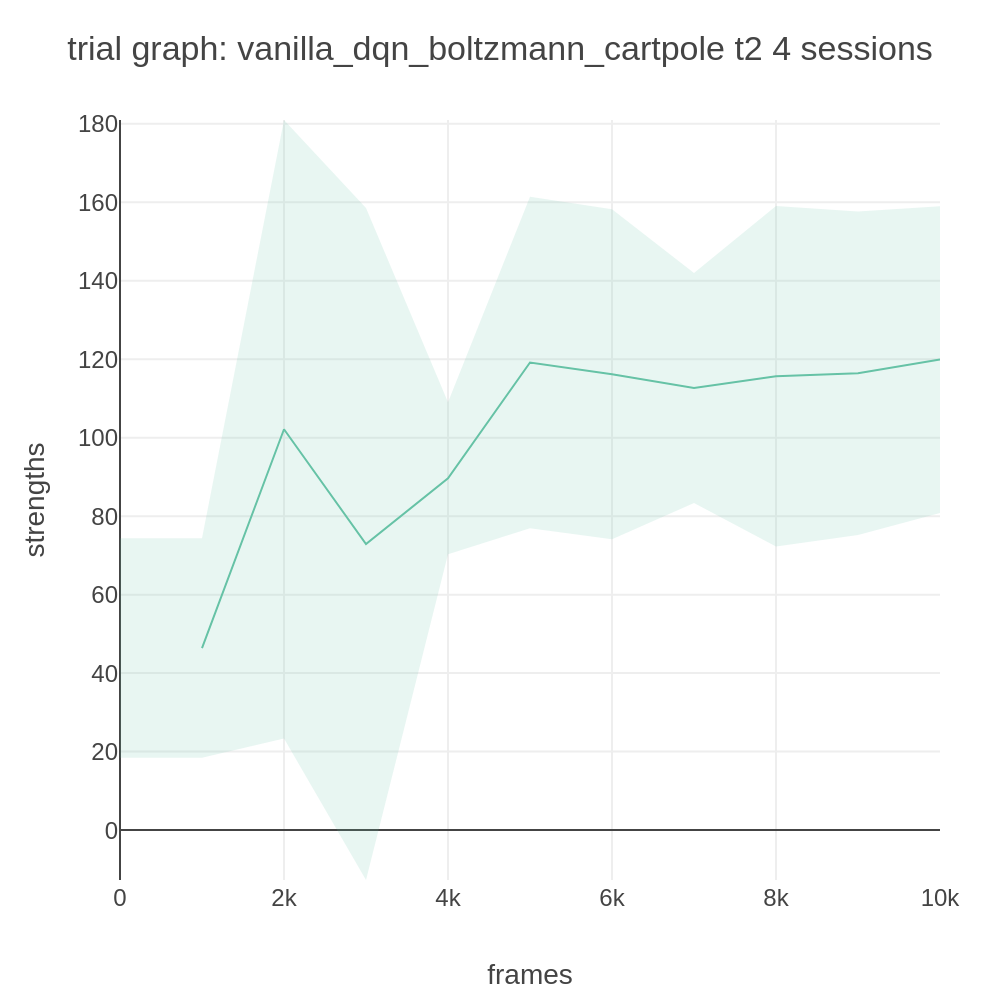 trial graph: vanilla_dqn_boltzmann_cartpole t2 4 sessions
180
160
140
120
100
80
60
40
20
0
strengths
0 2k 4k 6k 8k 10k
frames